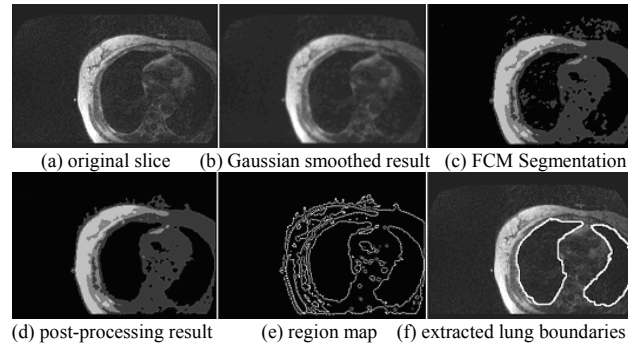 (a) original slice
(b) Gaussian smoothed result
(c) FCM Segmentation
(d) post-processing result
(e) region map
(f) extracted lung boundaries